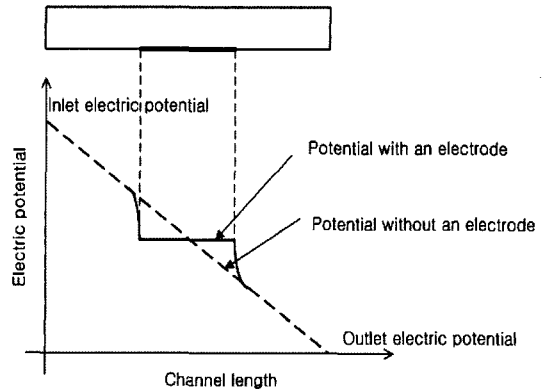 Inlet electric potential
Potential with an electrode
Potential without an electrode
Electric potential
Outlet electric potential
Channel length